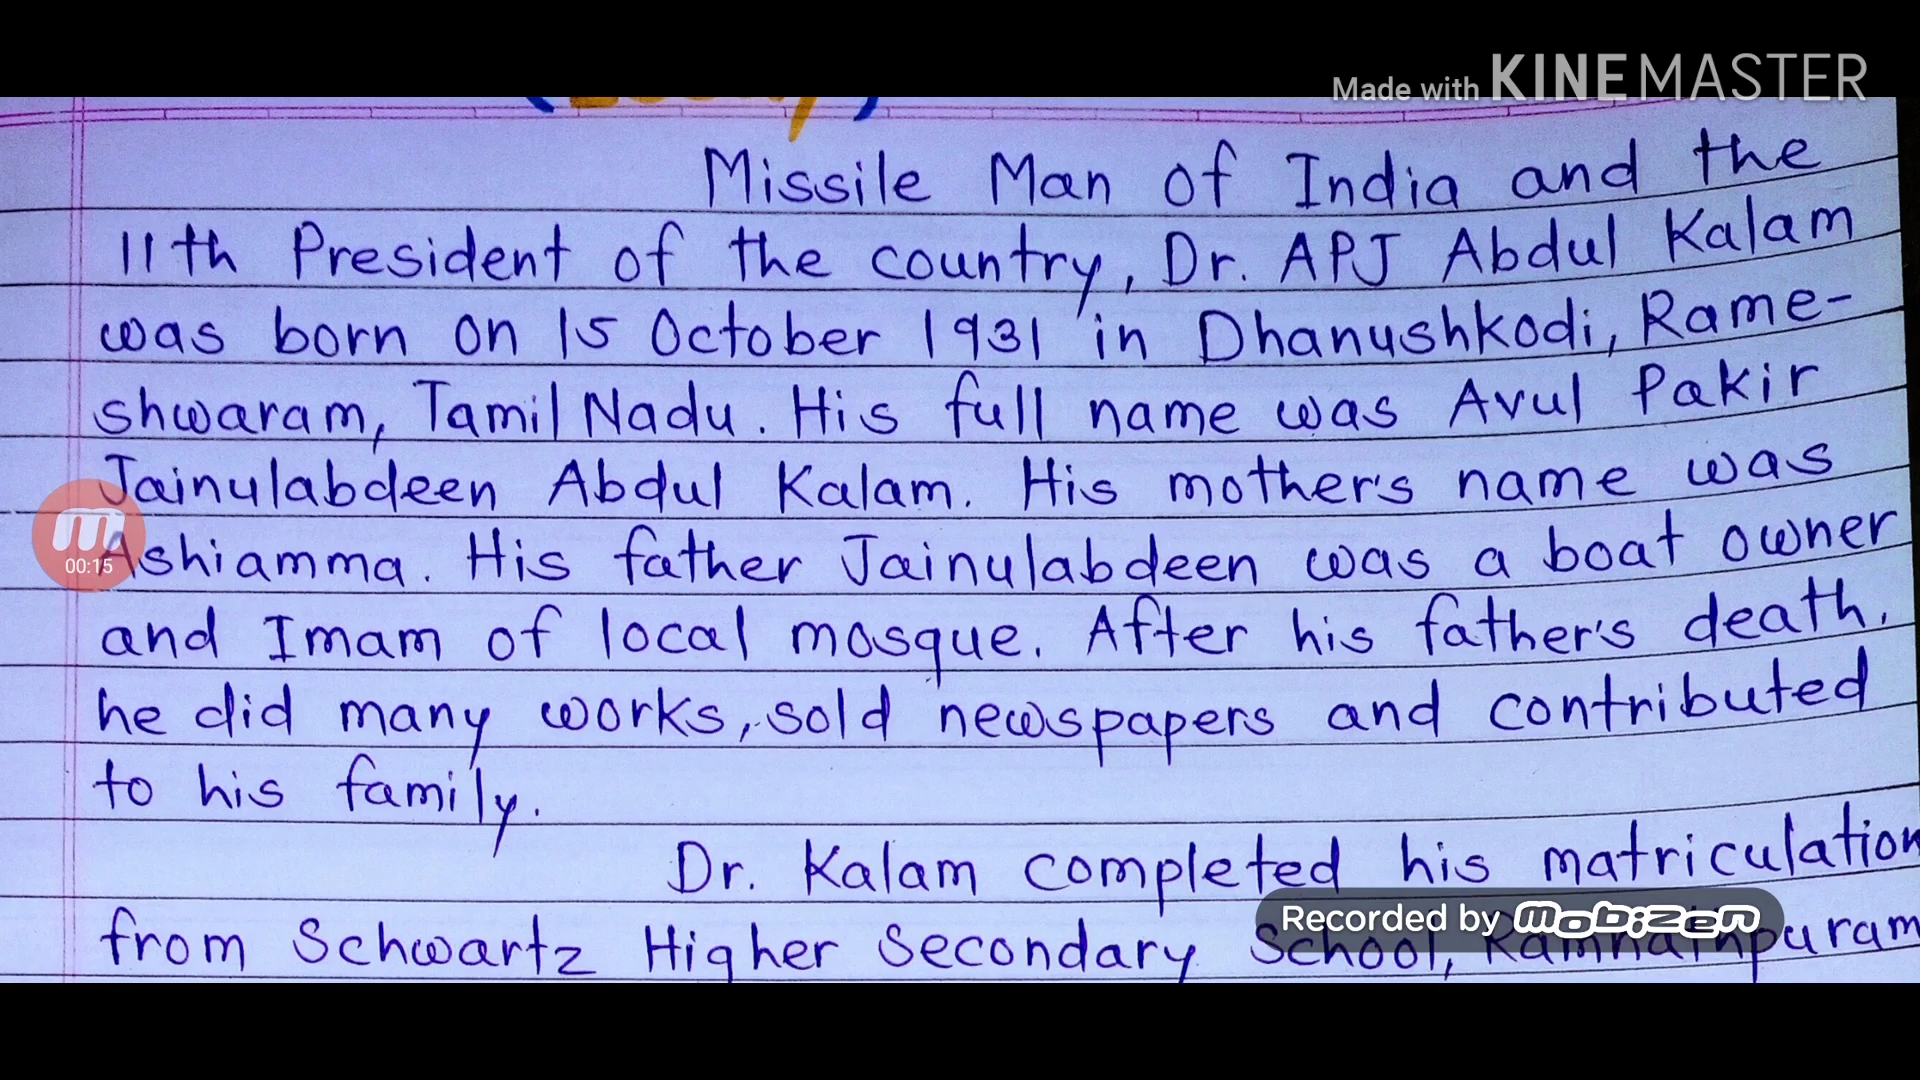 Made with KINEMASTER
Missile Man of India and the
11th President of the country, Dr. APJ Abdul Kalam
was born on 15 October 1931 in Dhanushkodi, Rame-
shwaram, Tamil Nadu. His full name was Avul Pakir
Jainulabdeen Abdul Kalam. His mother's name was
Ashiamma. His father Jainulabdeen was a boat owner
00:15
and Imam of local mosque. After his father's death,
he did many works, sold newspapers and contributed
to his family.
Dr. Kalam completed his matriculation
Recorded by mobizen
from Schwartz Higher Secondary School, Ramnathpuram